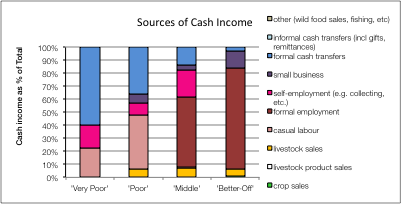 Sources of Cash Income
Cash income as % of Total
100%
90%
80%
70%
60%
50%
40%
30%
20%
10%
0%
'Very Poor'
'Poor'
'Middle'
'Better-Off'
other (wild food sales, fishing, etc)
informal cash transfers (incl gifts,
remittances)
formal cash transfers
small business
self-employment (e.g. collecting,
etc.)
formal employment
casual labour
livestock sales
livestock product sales
crop sales